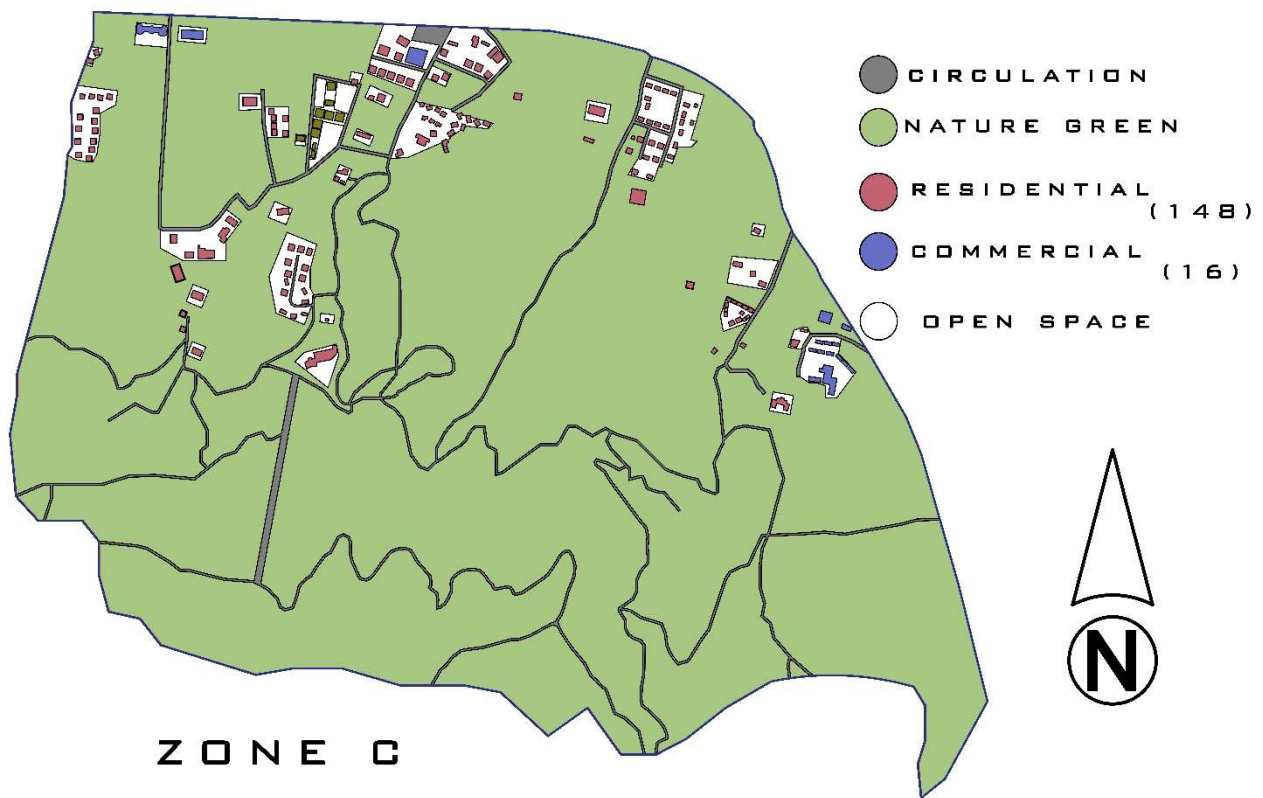 CIRCULATION
NATURE GREEN
RESIDENTIAL
(148)
COMMERCIAL
(16)
OPEN SPACE
N
ZONE C